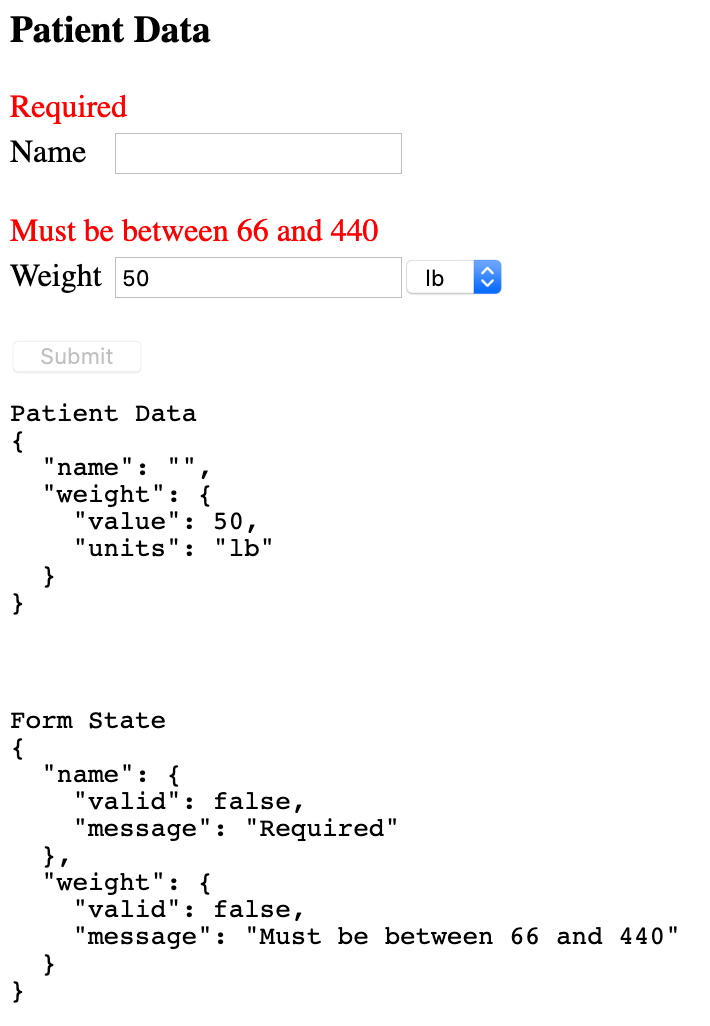 Patient Data
Required
Name
Must be between 66 and 440
Weight 50 lb
Submit
Patient Data
{
  "name": "",
  "weight": {
    "value": 50,
    "units": "lb"
  }
}
Form State
{
  "name": {
    "valid": false,
    "message": "Required"
  },
  "weight": {
    "valid": false,
    "message": "Must be between 66 and 440"
  }
}